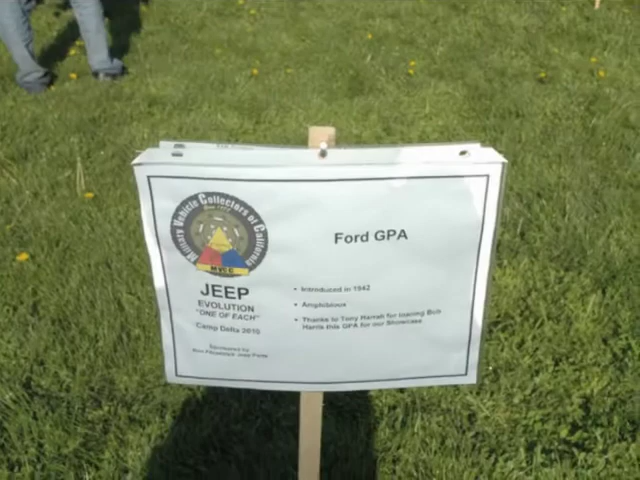 Military Vehicle Collectors of California
MVCC
JEEP
EVOLUTION
"ONE OF EACH"
Camp Delta 2010
Sponsored by
Ford GPA
• Introduced in 1942
• Amphibious
• Thanks to Tony Harrah for loaning Bob
Harris this GPA for our Showcase